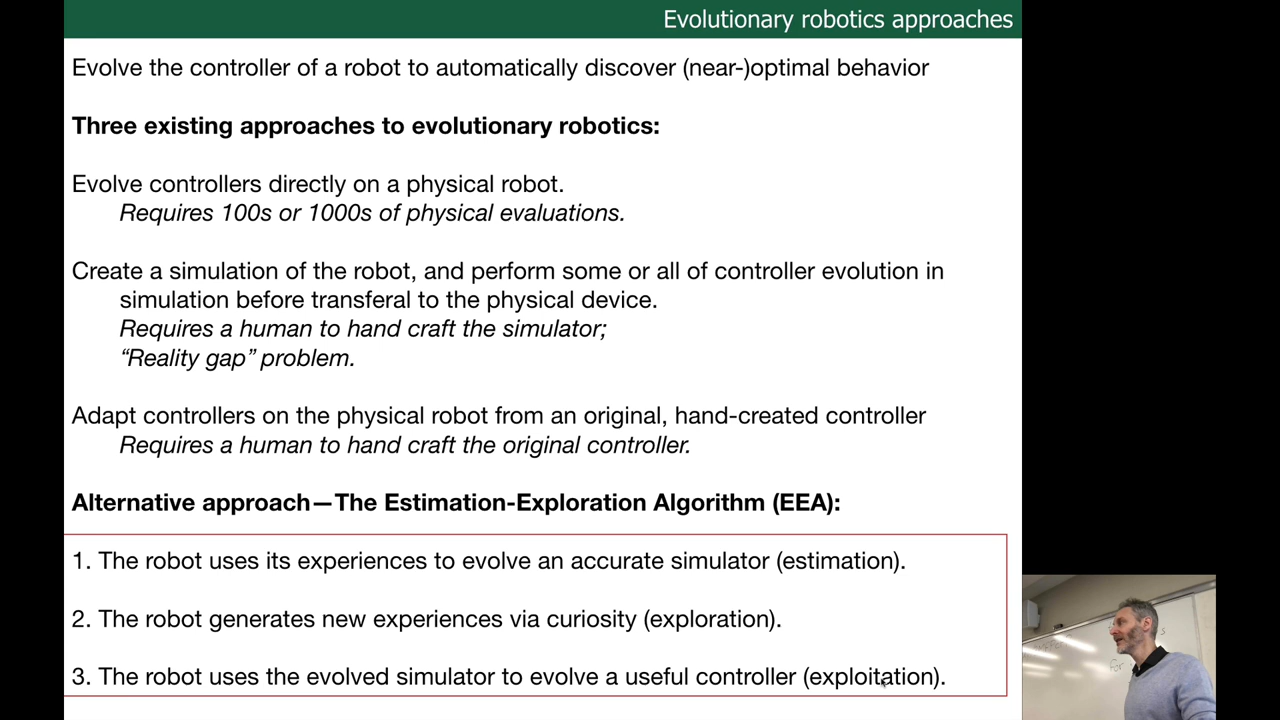 Evolutionary robotics approaches
Evolve the controller of a robot to automatically discover (near-)optimal behavior
Three existing approaches to evolutionary robotics:
Evolve controllers directly on a physical robot.
Requires 100s or 1000s of physical evaluations.
Create a simulation of the robot, and perform some or all of controller evolution in
simulation before transferal to the physical device.
Requires a human to hand craft the simulator;
“Reality gap” problem.
Adapt controllers on the physical robot from an original, hand-created controller
Requires a human to hand craft the original controller.
Alternative approach—The Estimation-Exploration Algorithm (EEA):
1. The robot uses its experiences to evolve an accurate simulator (estimation).
2. The robot generates new experiences via curiosity (exploration).
3. The robot uses the evolved simulator to evolve a useful controller (exploitation).
for